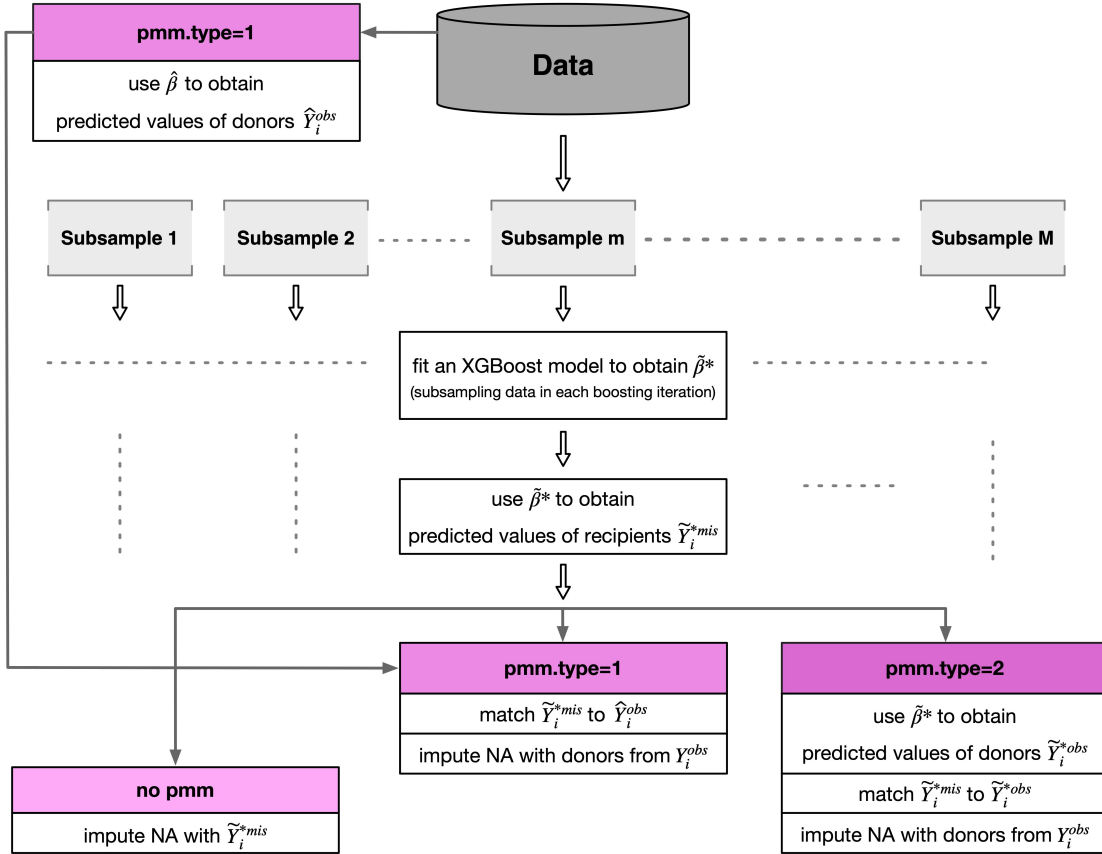 pmm.type=1
use β̂ to obtain
predicted values of donors Ŷᵢᵒᵇˢ
Data
Subsample 1
Subsample 2
Subsample m
Subsample M
fit an XGBoost model to obtain β̃*
(subsampling data in each boosting iteration)
use β̃* to obtain
predicted values of recipients Ỹᵢ*ᵐⁱˢ
pmm.type=1
match Ỹᵢ*ᵐⁱˢ to Ŷᵢᵒᵇˢ
impute NA with donors from Yᵢᵒᵇˢ
pmm.type=2
use β̃* to obtain
predicted values of donors Ỹᵢ*ᵒᵇˢ
match Ỹᵢ*ᵐⁱˢ to Ỹᵢ*ᵒᵇˢ
impute NA with donors from Yᵢᵒᵇˢ
no pmm
impute NA with Ỹᵢ*ᵐⁱˢ